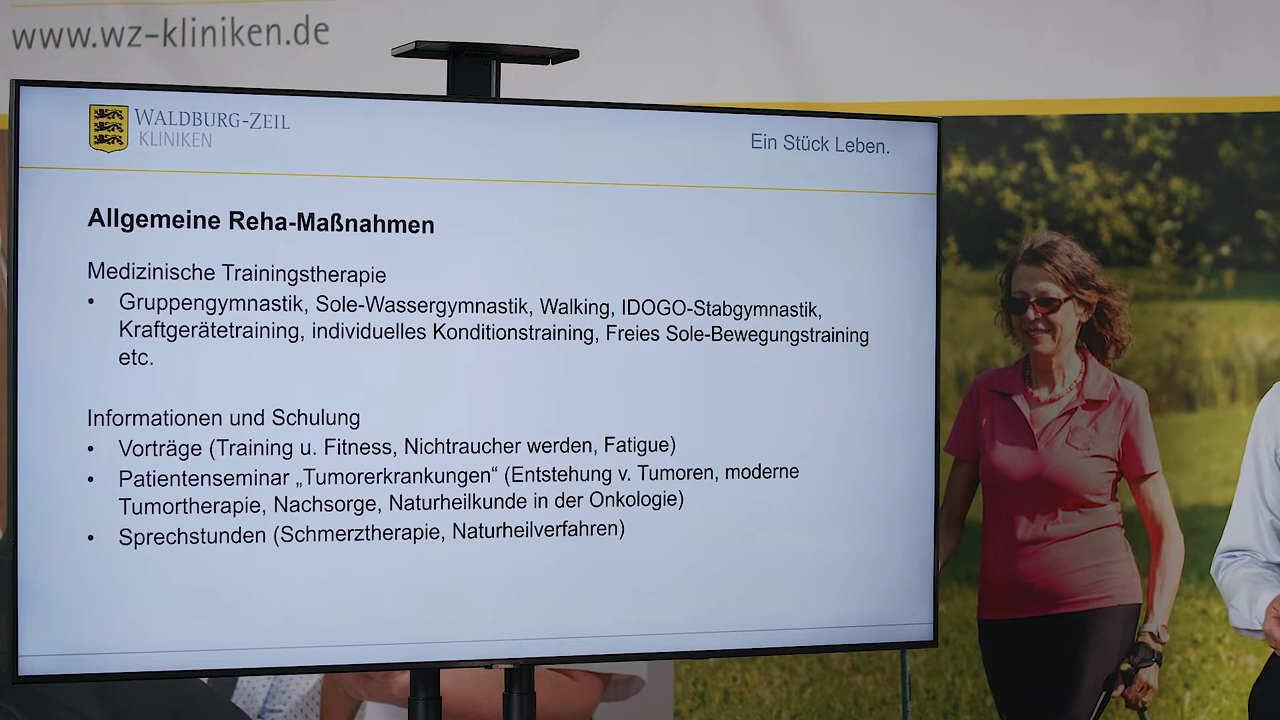 www.wz-kliniken.de
WALDBURG-ZEIL
KLINIKEN
Ein Stück Leben.
Allgemeine Reha-Maßnahmen
Medizinische Trainingstherapie
• Gruppengymnastik, Sole-Wassergymnastik, Walking, IDOGO-Stabgymnastik,
Kraftgerätetraining, individuelles Konditionstraining, Freies Sole-Bewegungstraining
etc.
Informationen und Schulung
• Vorträge (Training u. Fitness, Nichtraucher werden, Fatigue)
• Patientenseminar „Tumorerkrankungen“ (Entstehung v. Tumoren, moderne
Tumortherapie, Nachsorge, Naturheilkunde in der Onkologie)
• Sprechstunden (Schmerztherapie, Naturheilverfahren)